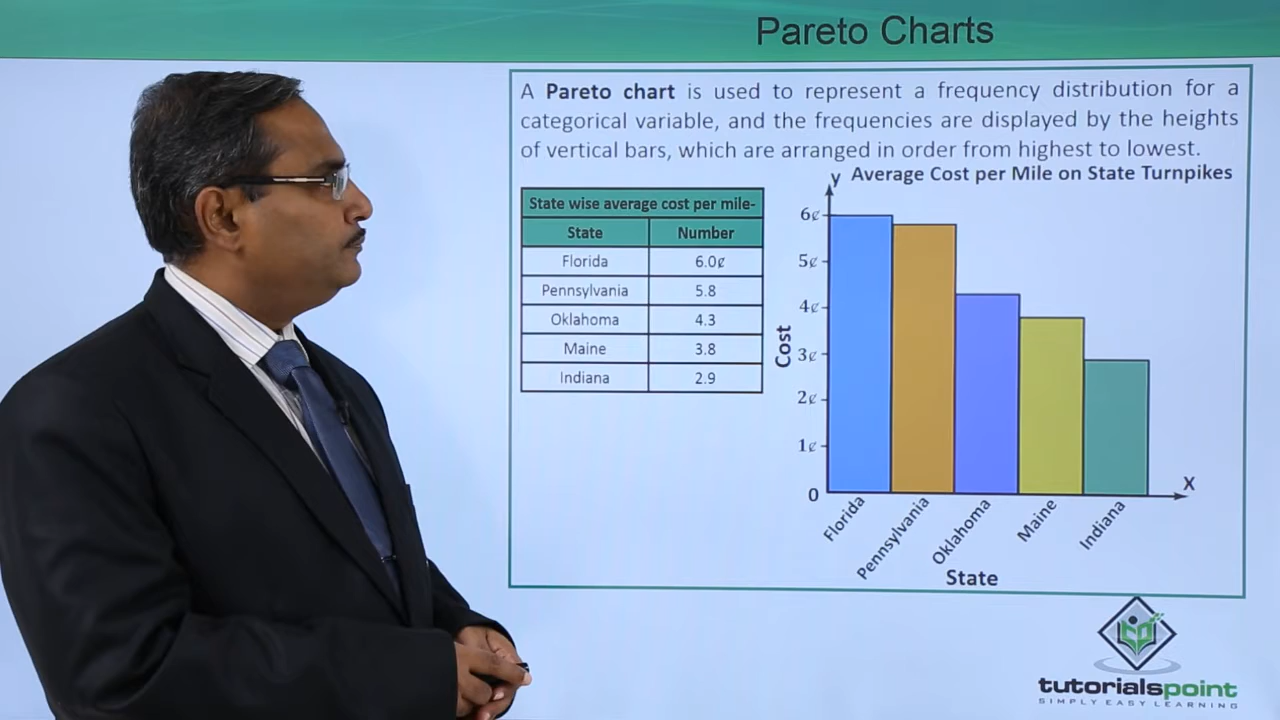 Pareto Charts
A Pareto chart is used to represent a frequency distribution for a
categorical variable, and the frequencies are displayed by the heights
of vertical bars, which are arranged in order from highest to lowest.
State wise average cost per mile-
State Number
Florida 6.0¢
Pennsylvania 5.8
Oklahoma 4.3
Maine 3.8
Indiana 2.9
y Average Cost per Mile on State Turnpikes
6¢
5¢
4¢
3¢
2¢
1¢
0
Cost
X
Florida
Pennsylvania
Oklahoma
Maine
Indiana
State
tutorialspoint
SIMPLY EASY LEARNING